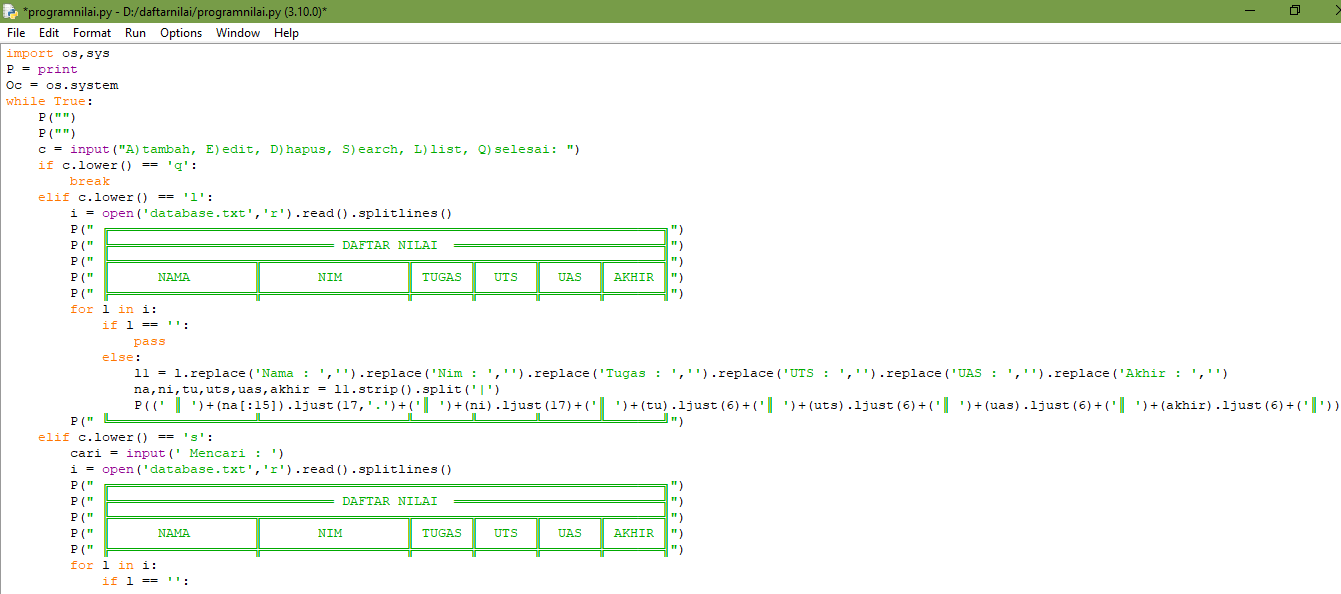 *programnilai.py - D:/daftarnilai/programnilai.py (3.10.0)*
File Edit Format Run Options Window Help
import os,sys
P = print
Oc = os.system
while True:
    P("")
    P("")
    c = input("A)tambah, E)edit, D)hapus, S)earch, L)list, Q)selesai: ")
    if c.lower() == 'q':
        break
    elif c.lower() == 'l':
        i = open('database.txt','r').read().splitlines()
        P(" ╔══════════════════════════════════════════════════════════════════════╗")
        P(" ╠════════════════════════════ DAFTAR NILAI  ═══════════════════════════╣")
        P(" ╠══════════════════╦══════════════════╦═══════╦═══════╦═══════╦═══════╣")
        P(" ║      NAMA        ║       NIM        ║ TUGAS ║  UTS  ║  UAS  ║ AKHIR ║")
        P(" ╠══════════════════╬══════════════════╬═══════╬═══════╬═══════╬═══════╣")
        for l in i:
            if l == '':
                pass
            else:
                l1 = l.replace('Nama : ','').replace('Nim : ','').replace('Tugas : ','').replace('UTS : ','').replace('UAS : ','').replace('Akhir : ','')
                na,ni,tu,uts,uas,akhir = l1.strip().split('|')
                P((' ║ ')+(na[:15]).ljust(17,'.')+('║ ')+(ni).ljust(17)+('║ ')+(tu).ljust(6)+('║ ')+(uts).ljust(6)+('║ ')+(uas).ljust(6)+('║ ')+(akhir).ljust(6)+('║'))
        P(" ╚══════════════════╩══════════════════╩═══════╩═══════╩═══════╩═══════╝")
    elif c.lower() == 's':
        cari = input(' Mencari : ')
        i = open('database.txt','r').read().splitlines()
        P(" ╔══════════════════════════════════════════════════════════════════════╗")
        P(" ╠════════════════════════════ DAFTAR NILAI  ═══════════════════════════╣")
        P(" ╠══════════════════╦══════════════════╦═══════╦═══════╦═══════╦═══════╣")
        P(" ║      NAMA        ║       NIM        ║ TUGAS ║  UTS  ║  UAS  ║ AKHIR ║")
        P(" ╠══════════════════╬══════════════════╬═══════╬═══════╬═══════╬═══════╣")
        for l in i:
            if l == '':